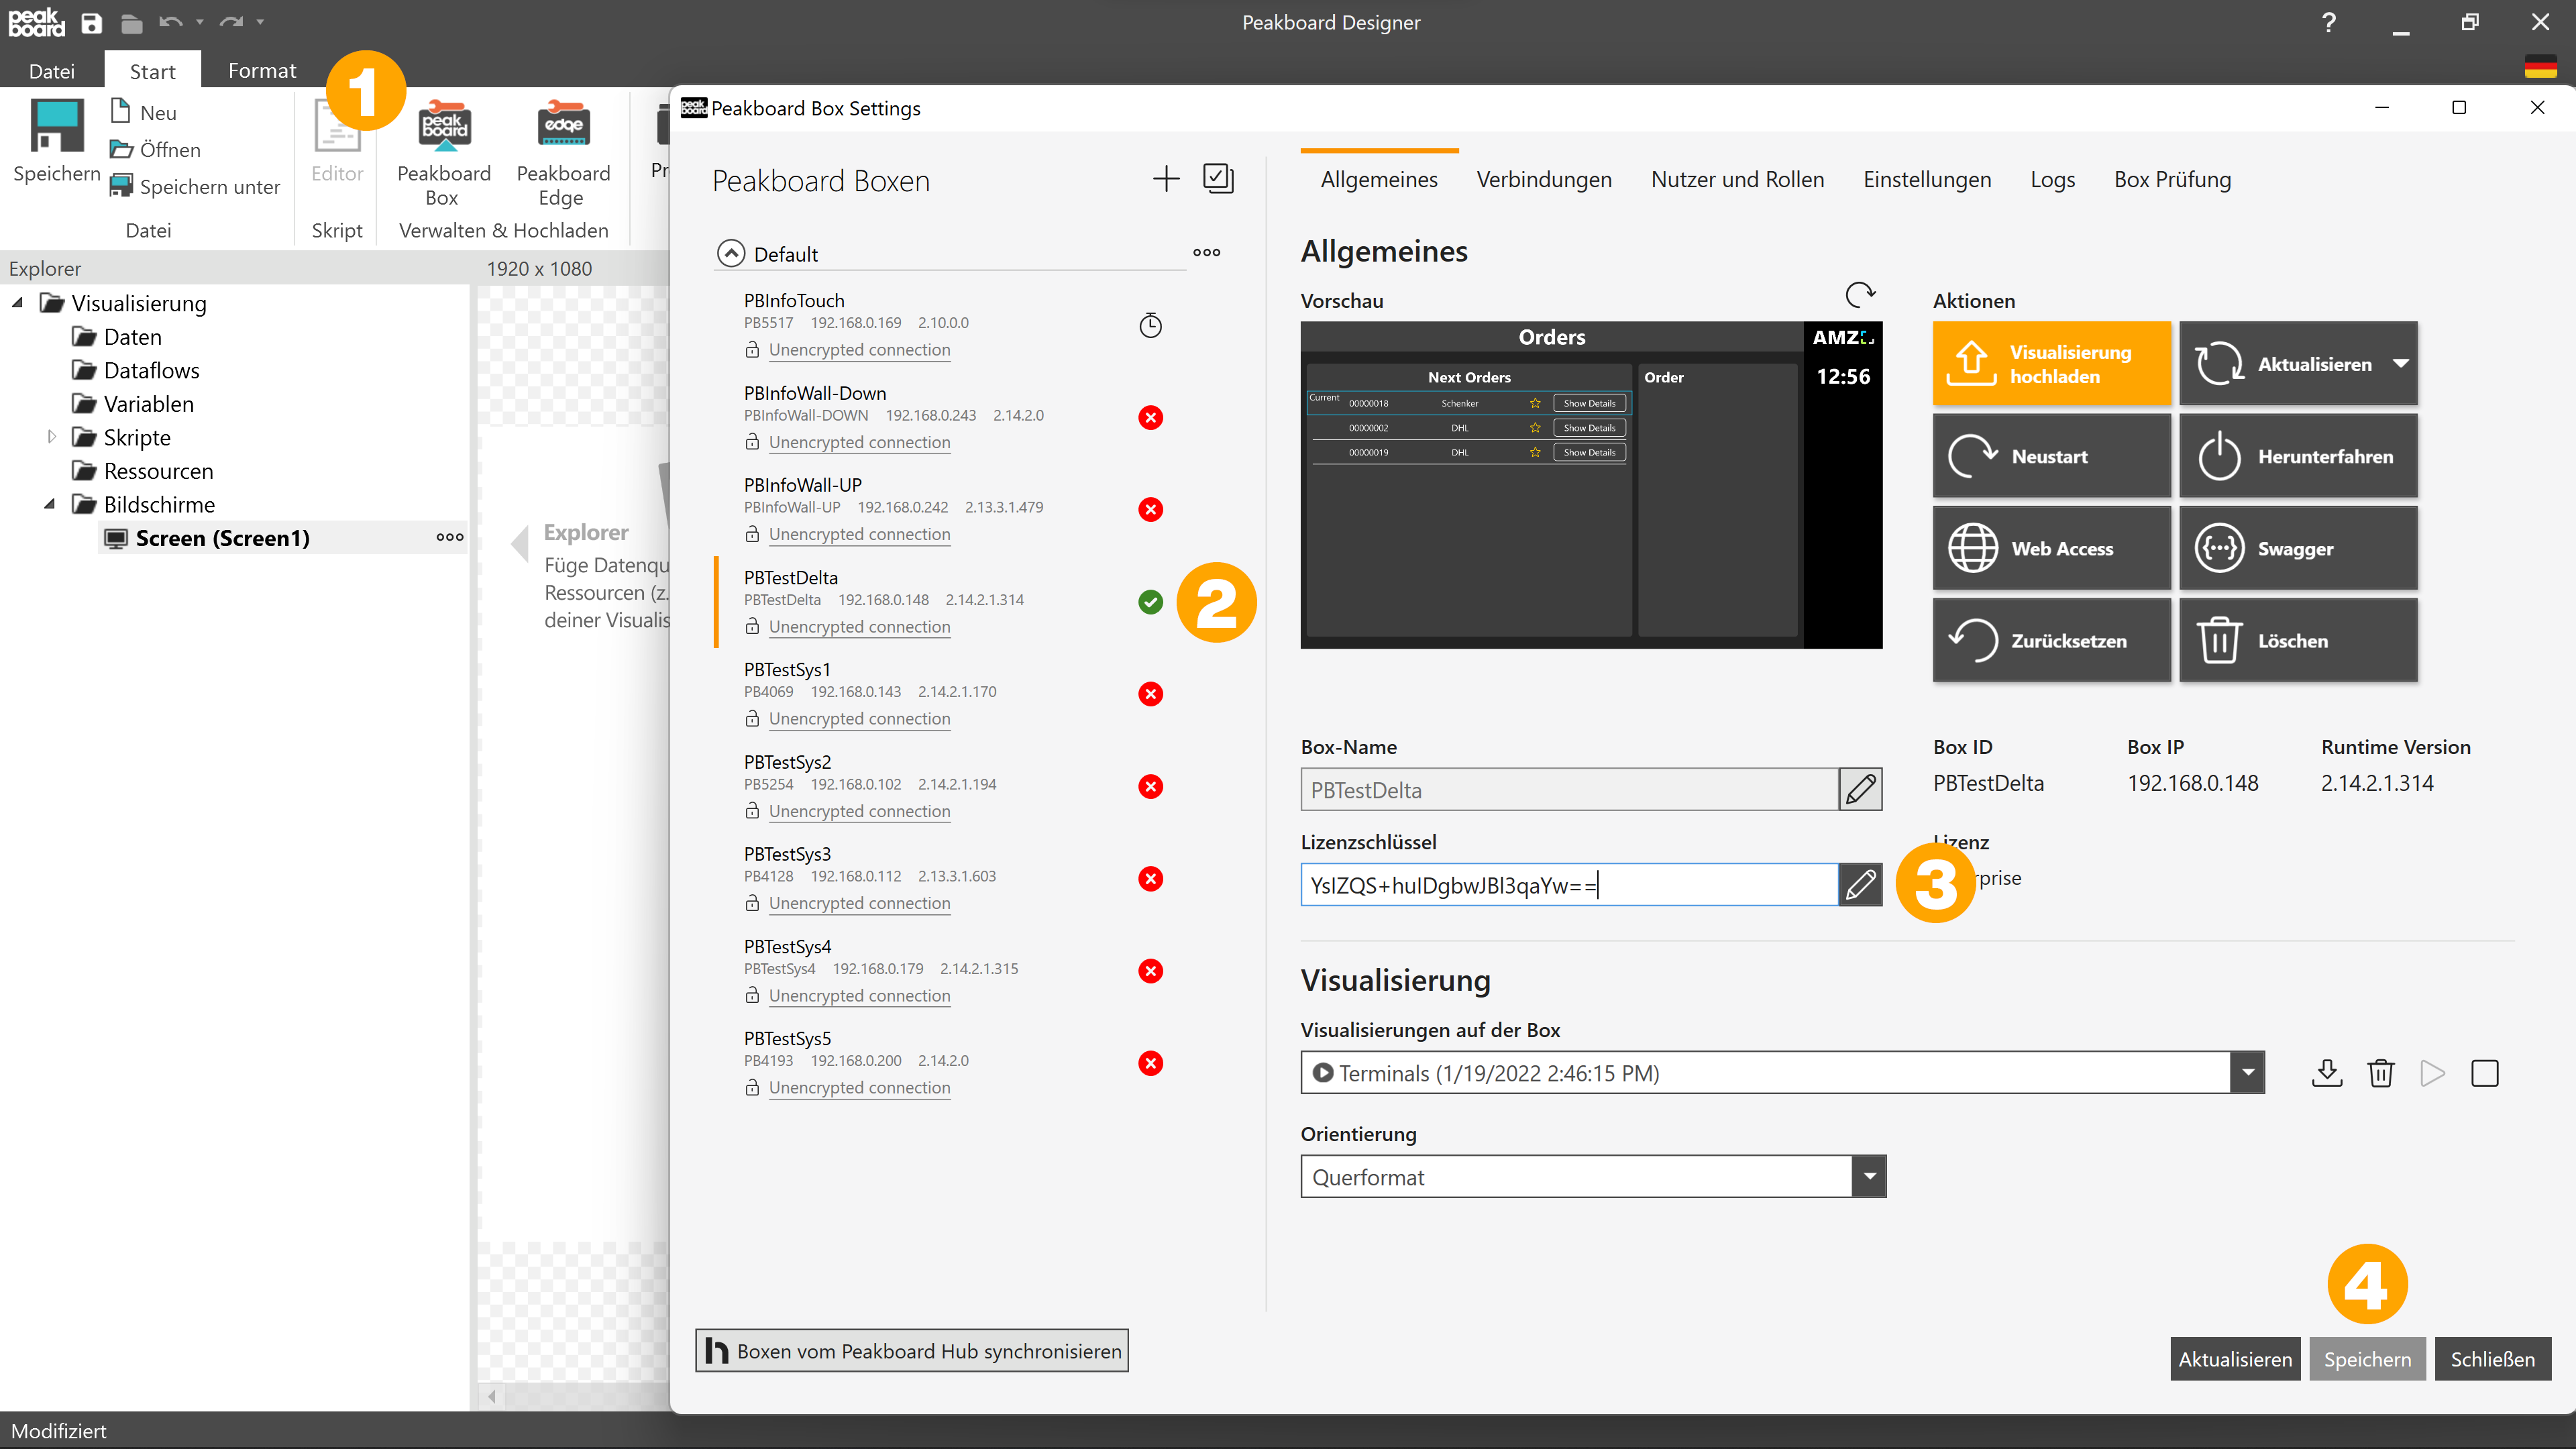 peak board
Peakboard Designer
?
Datei
Start
Format
1
Speichern
Neu
Öffnen
Speichern unter
Datei
Editor
Skript
peak board
Peakboard Box
edge
Peakboard Edge
Verwalten & Hochladen
Explorer
1920 x 1080
Visualisierung
Daten
Dataflows
Variablen
Skripte
Ressourcen
Bildschirme
Screen (Screen1)
Explorer
Füge Datenqu
Ressourcen (z.
deiner Visualis
Modifiziert
peak board Peakboard Box Settings
Peakboard Boxen
Default
PBInfoTouch
PB5517 192.168.0.169 2.10.0.0
Unencrypted connection
PBInfoWall-Down
PBInfoWall-DOWN 192.168.0.243 2.14.2.0
Unencrypted connection
PBInfoWall-UP
PBInfoWall-UP 192.168.0.242 2.13.3.1.479
Unencrypted connection
PBTestDelta
PBTestDelta 192.168.0.148 2.14.2.1.314
Unencrypted connection
2
PBTestSys1
PB4069 192.168.0.143 2.14.2.1.170
Unencrypted connection
PBTestSys2
PB5254 192.168.0.102 2.14.2.1.194
Unencrypted connection
PBTestSys3
PB4128 192.168.0.112 2.13.3.1.603
Unencrypted connection
PBTestSys4
PBTestSys4 192.168.0.179 2.14.2.1.315
Unencrypted connection
PBTestSys5
PB4193 192.168.0.200 2.14.2.0
Unencrypted connection
Boxen vom Peakboard Hub synchronisieren
Allgemeines Verbindungen Nutzer und Rollen Einstellungen Logs Box Prüfung
Allgemeines
Vorschau
Orders
AMZ
12:56
Next Orders
Order
Current 00000018 Schenker Show Details
00000002 DHL Show Details
00000019 DHL Show Details
Aktionen
Visualisierung hochladen
Aktualisieren
Neustart
Herunterfahren
Web Access
Swagger
Zurücksetzen
Löschen
Box-Name
PBTestDelta
Box ID
PBTestDelta
Box IP
192.168.0.148
Runtime Version
2.14.2.1.314
Lizenzschlüssel
YsIZQS+huIDgbwJBl3qaYw==
3
Lizenz
rprise
Visualisierung
Visualisierungen auf der Box
Terminals (1/19/2022 2:46:15 PM)
Orientierung
Querformat
4
Aktualisieren
Speichern
Schließen